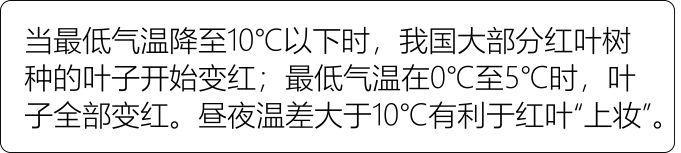 当最低气温降至10℃以下时，我国大部分红叶树
种的叶子开始变红；最低气温在0℃至5℃时，叶
子全部变红。昼夜温差大于10℃有利于红叶“上妆”。